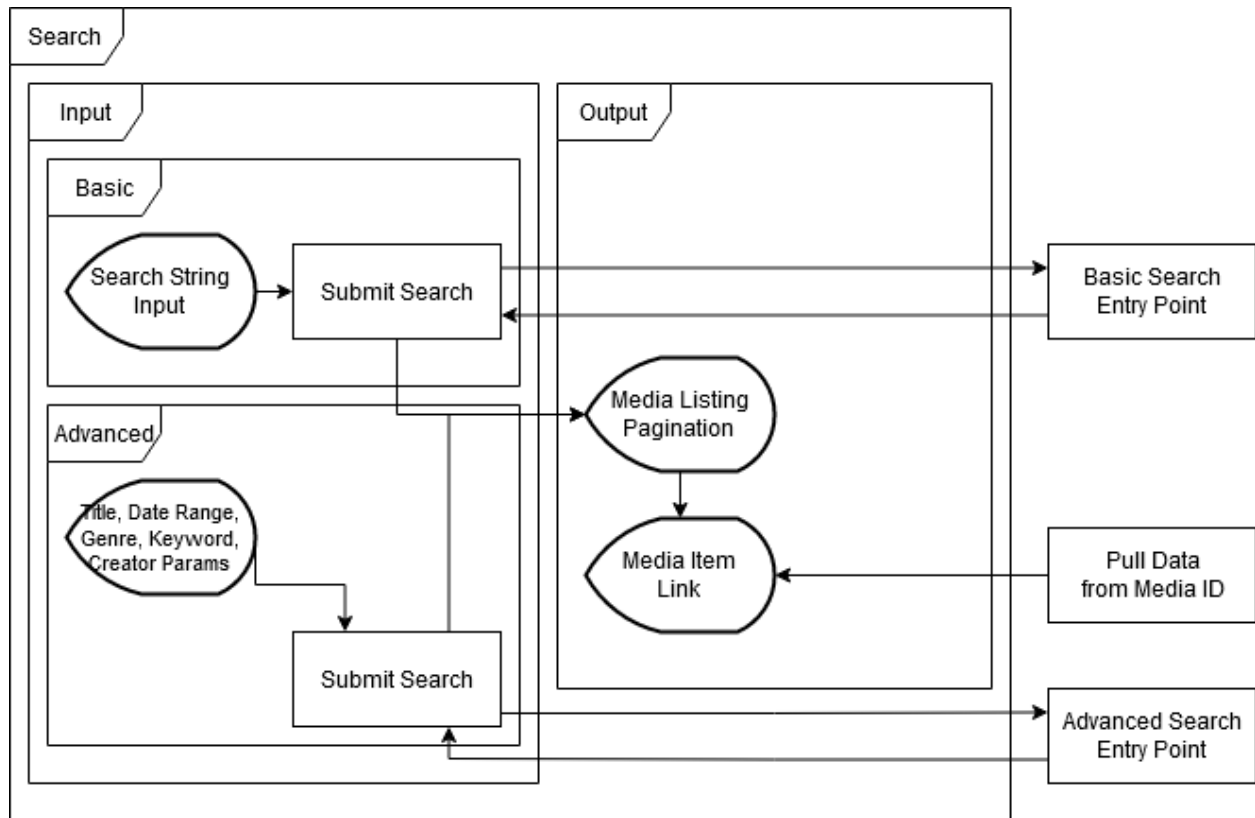 Search
Input
Output
Basic
Search String
Input
Submit Search
Basic Search
Entry Point
Media Listing
Pagination
Advanced
Title, Date Range,
Genre, Keyword,
Creator Params
Media Item
Link
Pull Data
from Media ID
Submit Search
Advanced Search
Entry Point